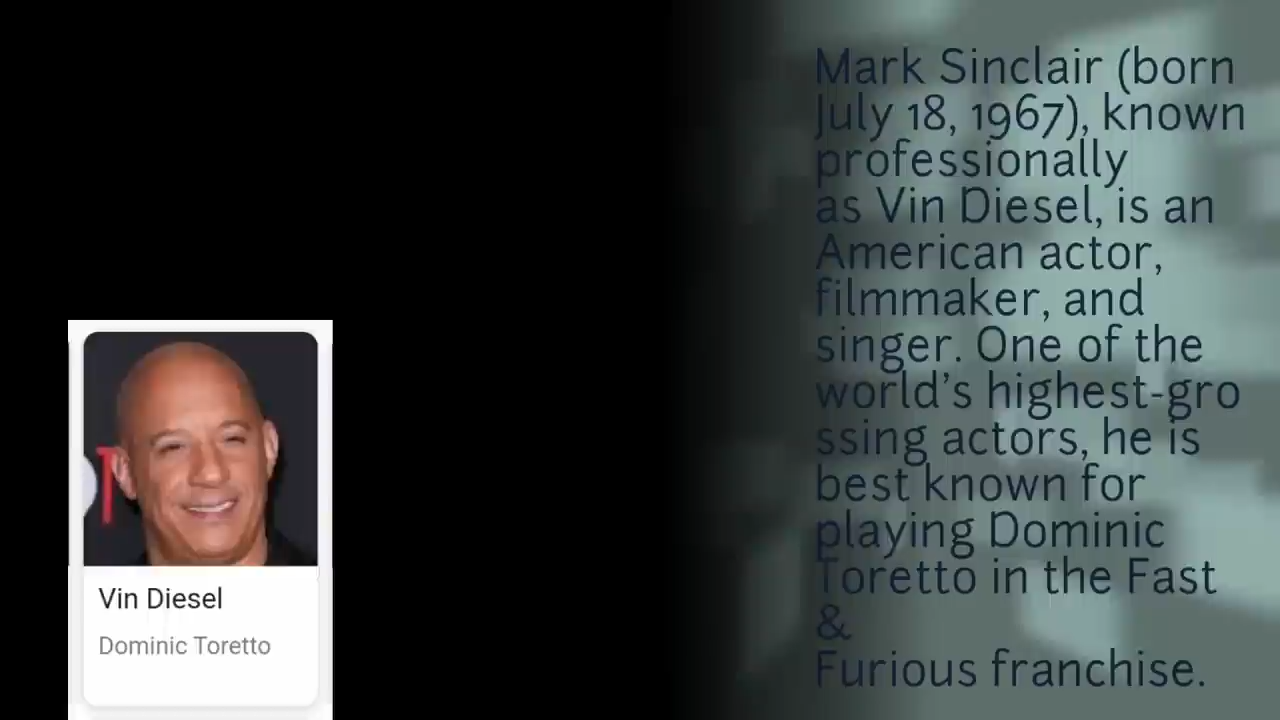 Mark Sinclair (born
July 18, 1967), known
professionally
as Vin Diesel, is an
American actor,
filmmaker, and
singer. One of the
world’s highest-gro
ssing actors, he is
best known for
playing Dominic
Toretto in the Fast
&
Furious franchise.
Vin Diesel
Dominic Toretto